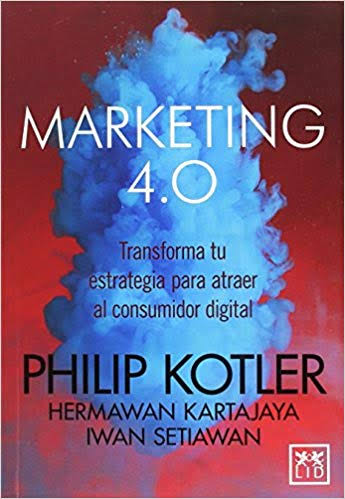 MARKETING
4.0
Transforma tu
estrategia para atraer
al consumidor digital
PHILIP KOTLER
HERMAWAN KARTAJAYA
IWAN SETIAWAN
LID